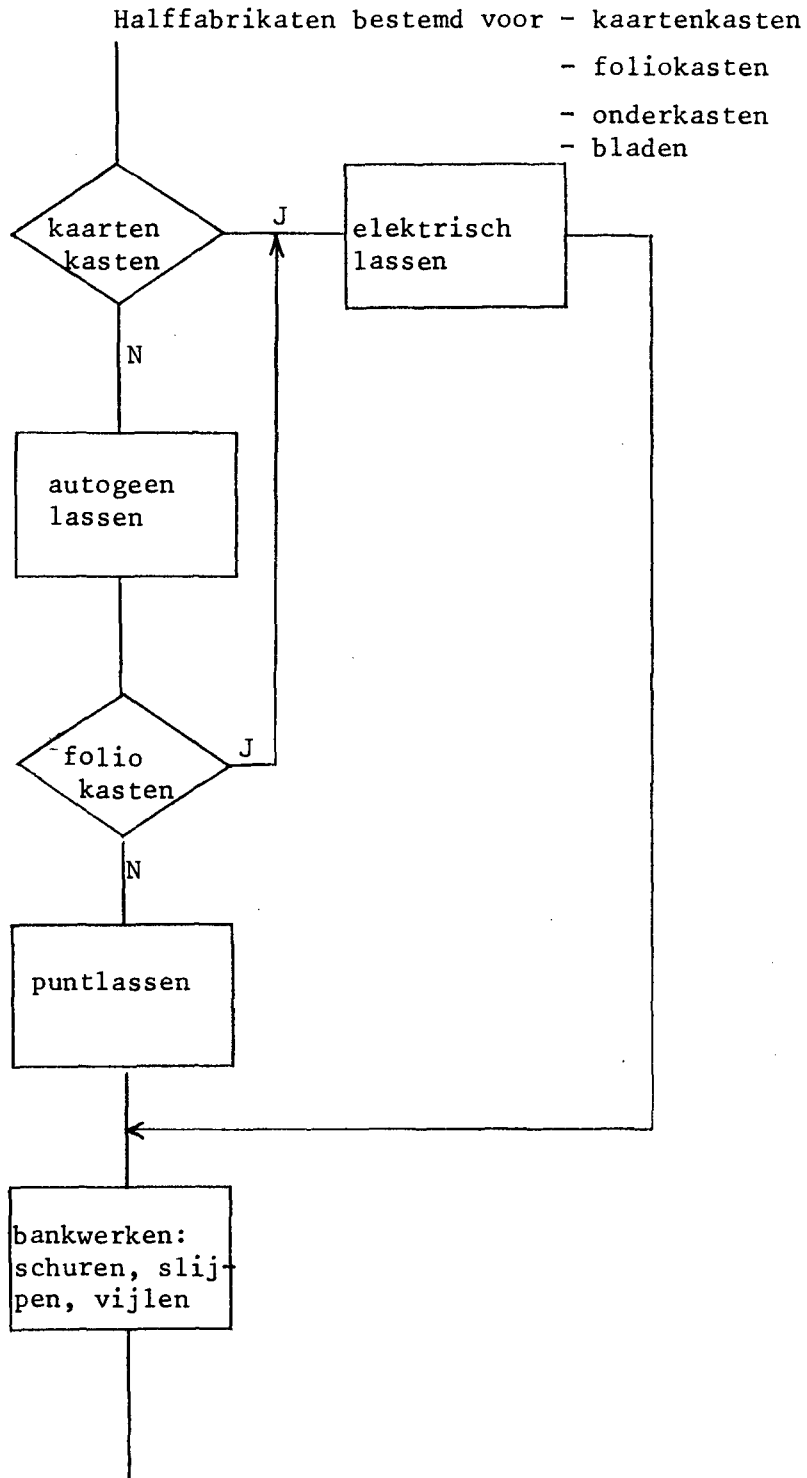 Halffabrikaten bestemd voor - kaartenkasten
- foliokasten
- onderkasten
- bladen
kaarten
kasten
J
elektrisch
lassen
N
autogeen
lassen
folio
kasten
J
N
puntlassen
bankwerken:
schuren, slij-
pen, vijlen